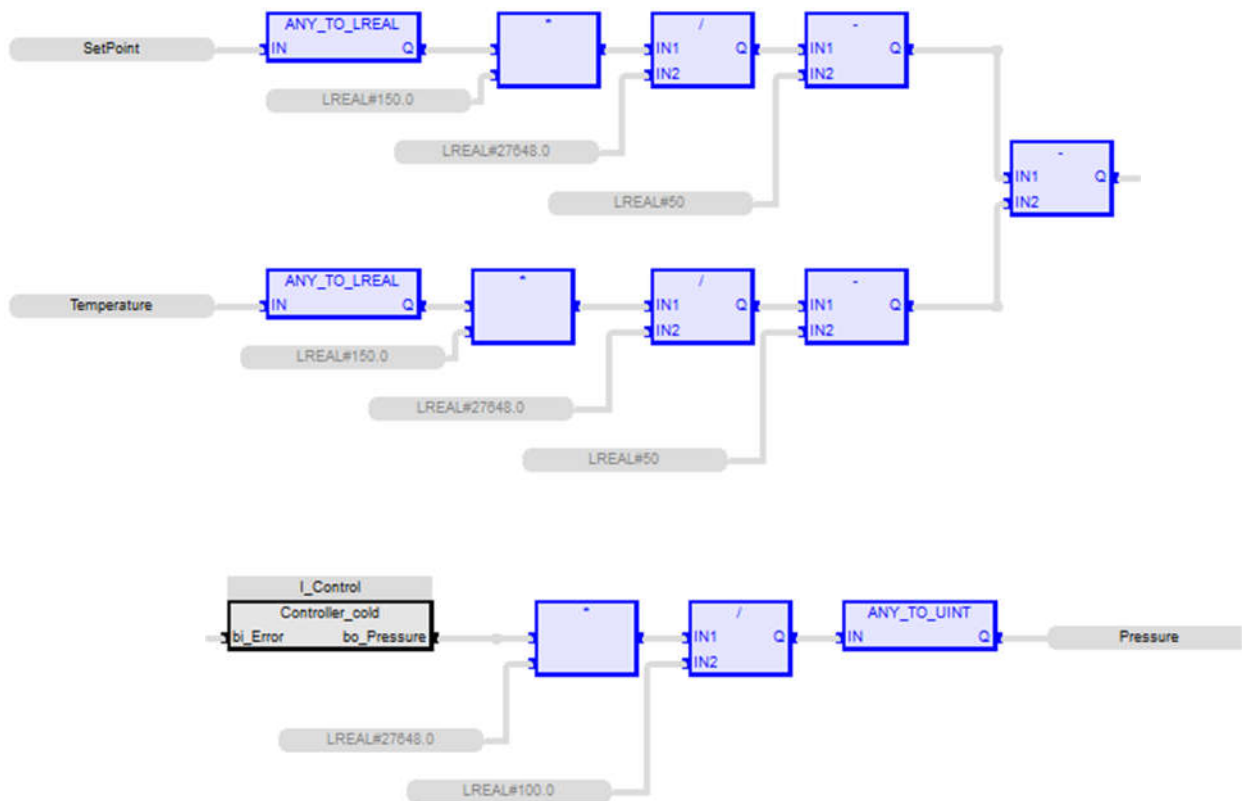 ANY_TO_LREAL * / -
SetPoint IN Q IN1 Q IN1 Q
IN2 IN2
LREAL#150.0
LREAL#27648.0
-
IN1 Q
LREAL#50 IN2
ANY_TO_LREAL * / -
Temperature IN Q IN1 Q IN1 Q
IN2 IN2
LREAL#150.0
LREAL#27648.0
LREAL#50
I_Control
Controller_cold * / ANY_TO_UINT
bi_Error bo_Pressure IN1 Q IN Q Pressure
IN2
LREAL#27648.0
LREAL#100.0